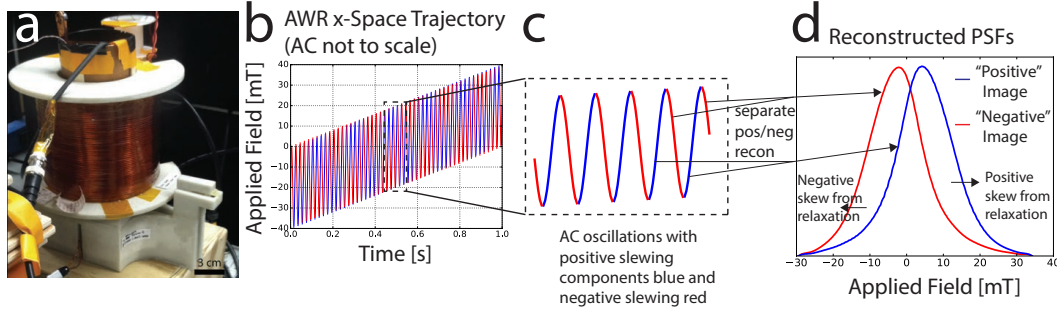 a
3 cm
b
AWR x-Space Trajectory
(AC not to scale)
Applied Field [mT]
40
30
20
10
0
−10
−20
−30
−40
0.0
0.2
0.4
0.6
0.8
1.0
Time [s]
c
separate
pos/neg
recon
AC oscillations with
positive slewing
components blue and
negative slewing red
d
Reconstructed PSFs
“Positive”
Image
“Negative”
Image
Negative
skew from
relaxation
Positive
skew from
relaxation
−30
−20
−10
0
10
20
30
40
Applied Field [mT]